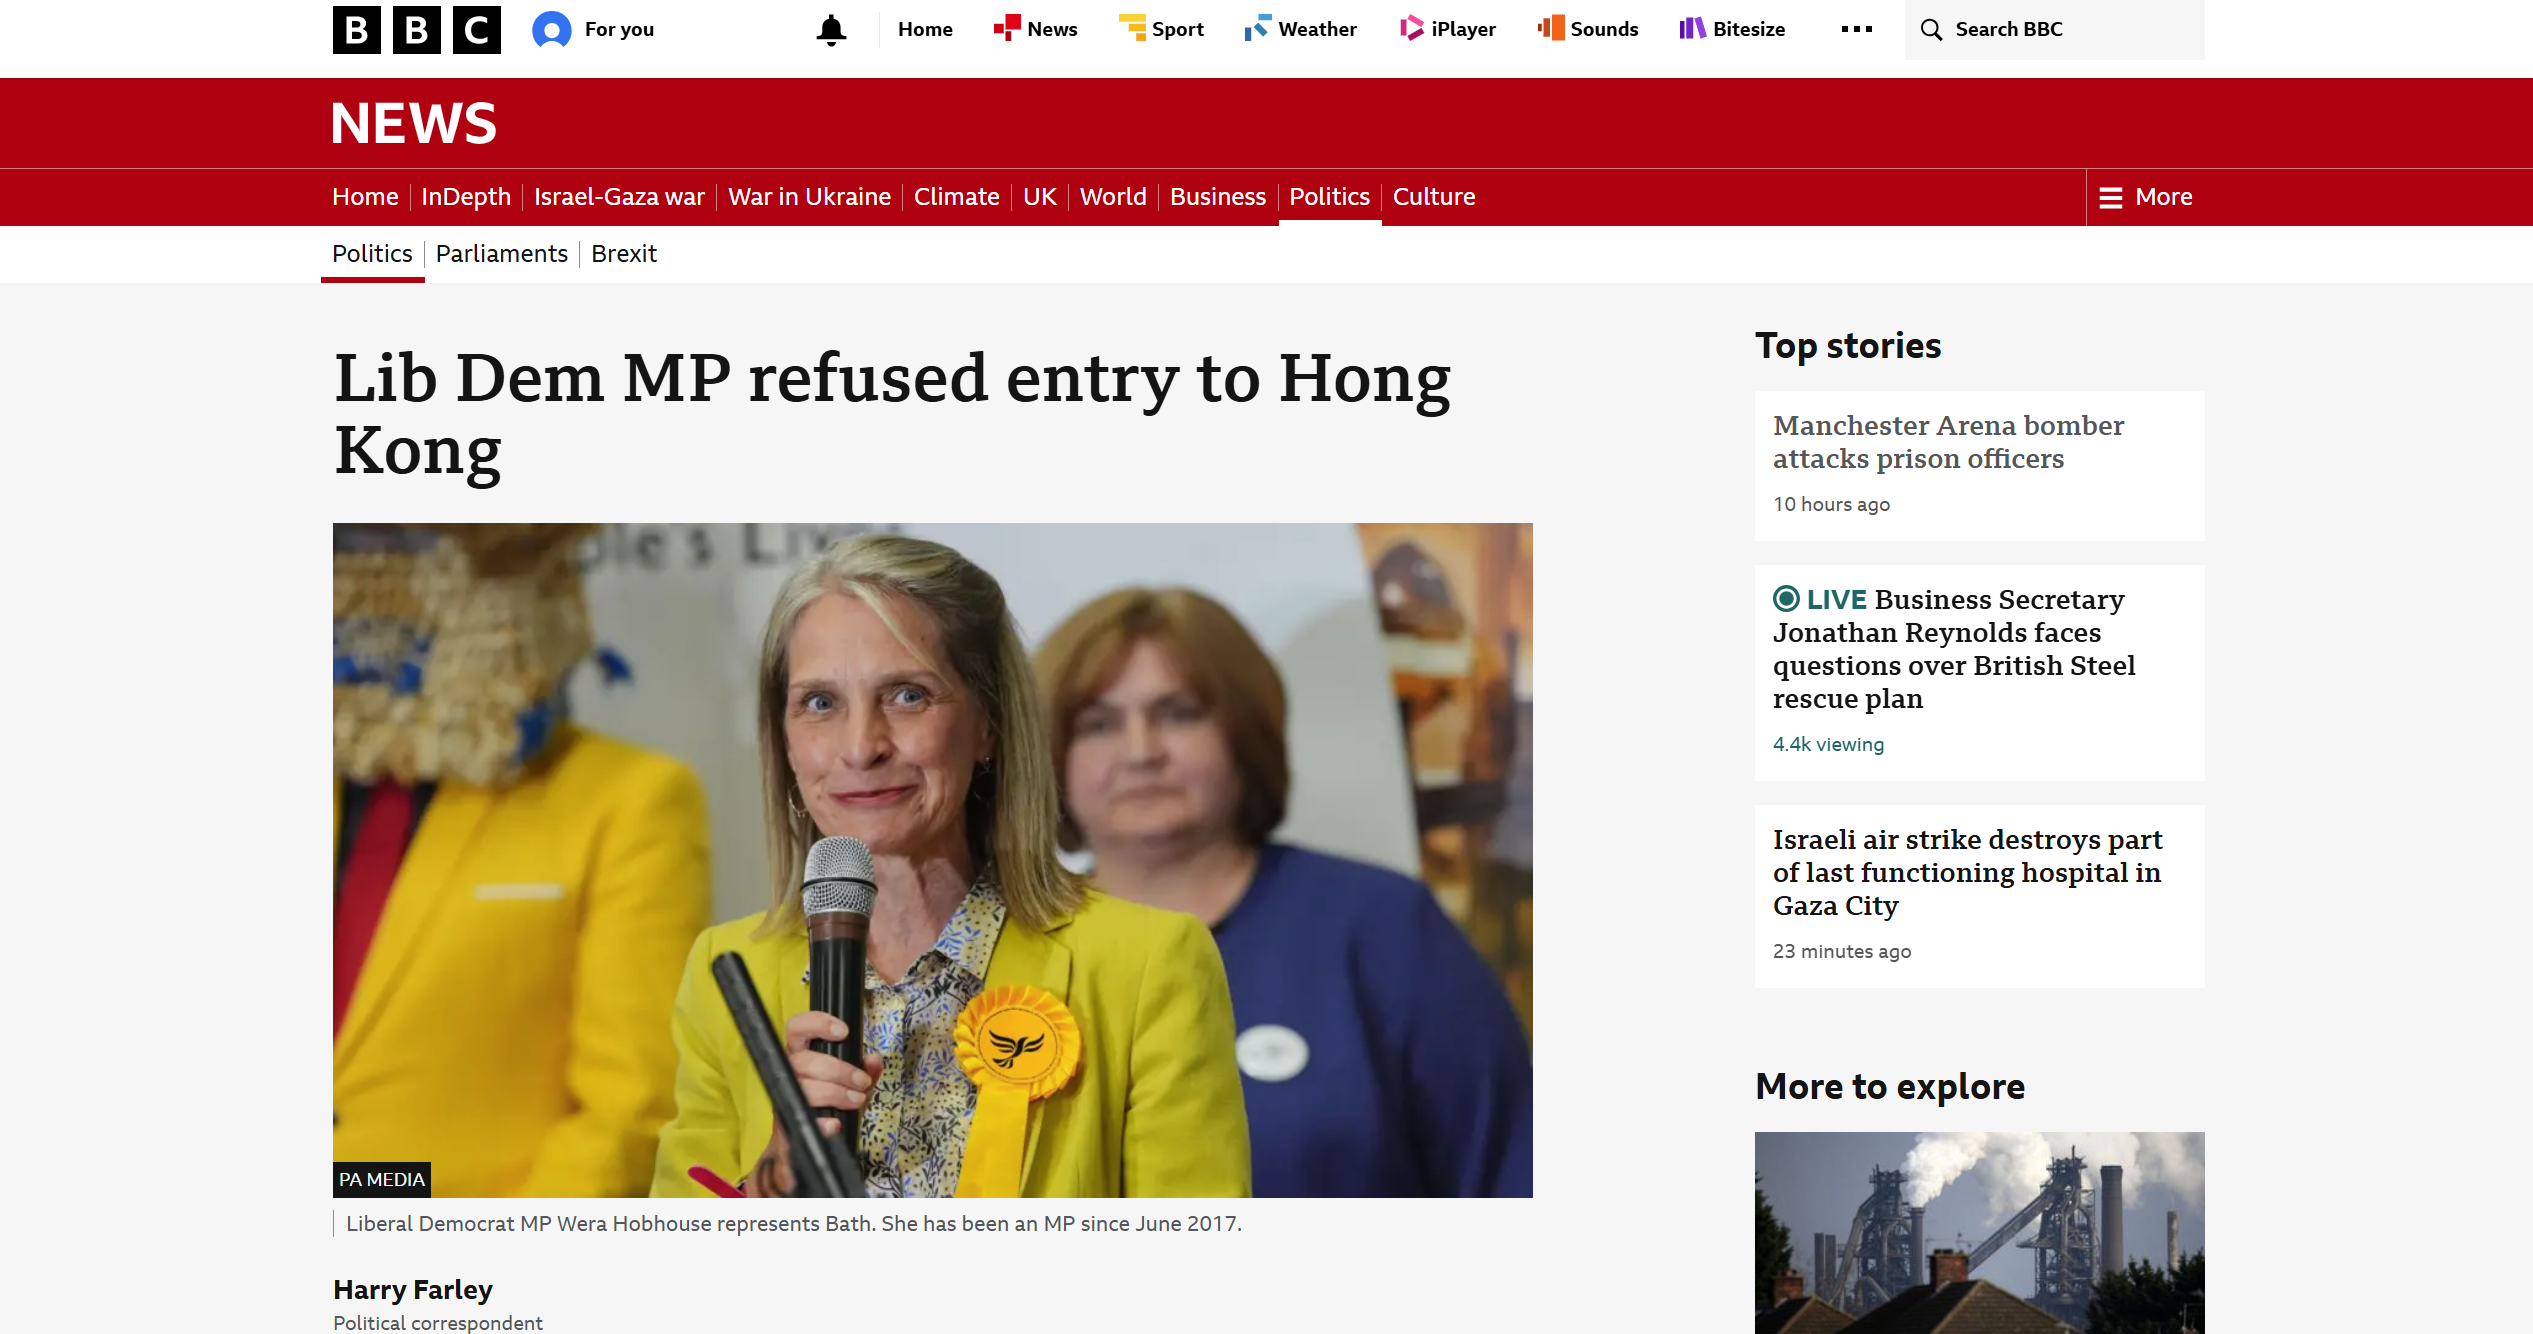 BBC
For you
Home
News
Sport
Weather
iPlayer
Sounds
Bitesize
Search BBC
NEWS
Home
InDepth
Israel-Gaza war
War in Ukraine
Climate
UK
World
Business
Politics
Culture
More
Politics
Parliaments
Brexit
Lib Dem MP refused entry to Hong
Kong
PA MEDIA
Liberal Democrat MP Wera Hobhouse represents Bath. She has been an MP since June 2017.
Harry Farley
Political correspondent
Top stories
Manchester Arena bomber
attacks prison officers
10 hours ago
LIVE Business Secretary
Jonathan Reynolds faces
questions over British Steel
rescue plan
4.4k viewing
Israeli air strike destroys part
of last functioning hospital in
Gaza City
23 minutes ago
More to explore